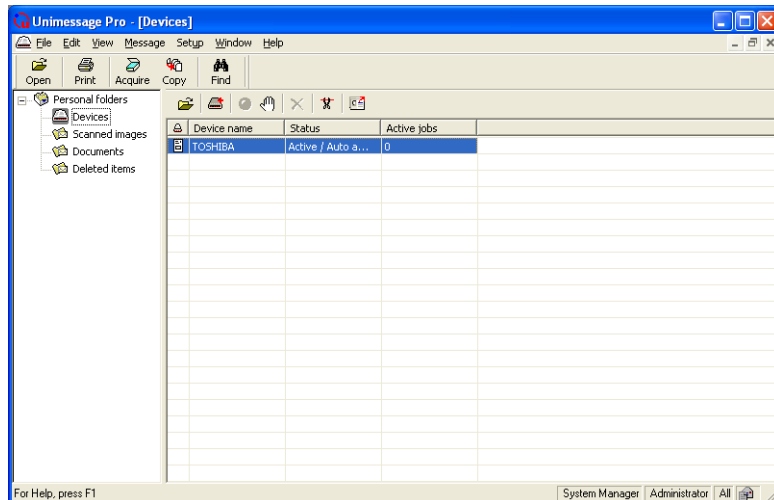 Unimessage Pro - [Devices]
File Edit View Message Setup Window Help
Open Print Acquire Copy Find
Personal folders
Devices
Scanned images
Documents
Deleted items
Device name Status Active jobs
TOSHIBA Active / Auto a... 0
For Help, press F1 System Manager Administrator All